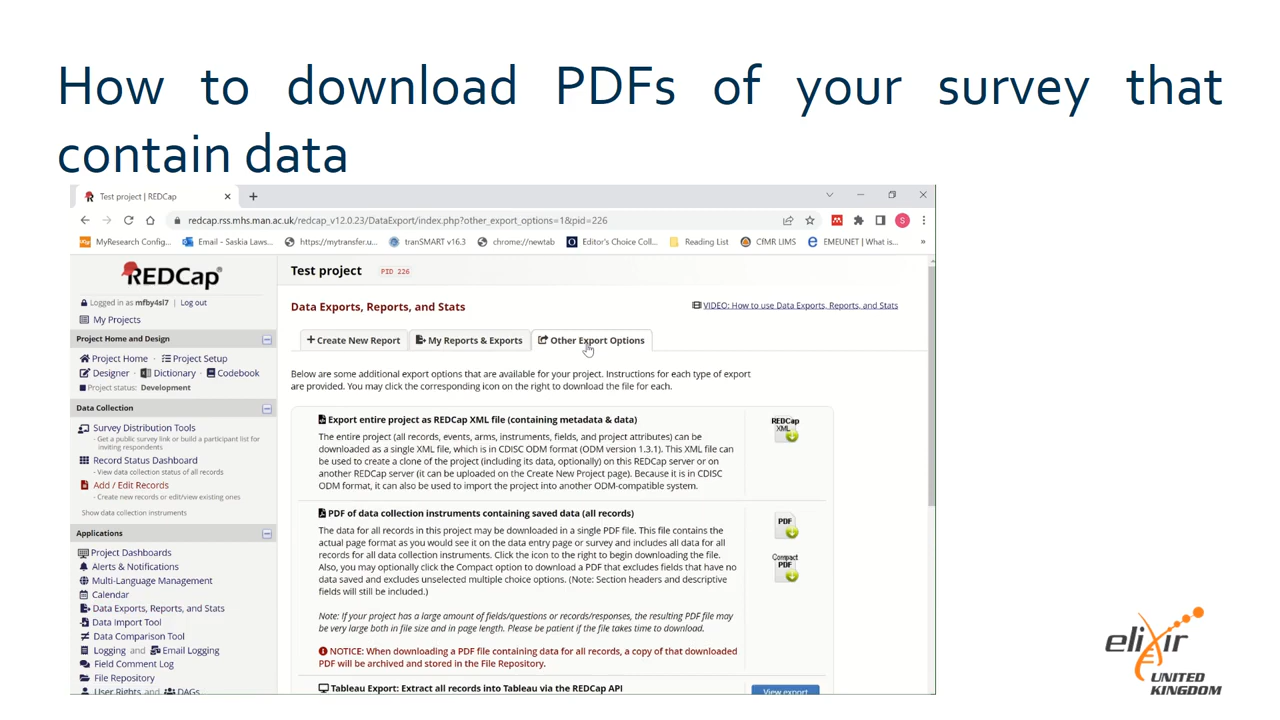 How to download PDFs of your survey that
contain data
Test project | REDCap
redcap.rss.mhs.man.ac.uk/redcap_v12.0.23/DataExport/index.php?other_export_options=1&pid=226
S
MyResearch Config...
Email - Saskia Laws...
https://mytransfer.u...
tranSMART v16.3
chrome://newtab
Editor's Choice Coll...
Reading List
CfMR LIMS
EMEUNET | What is...
»
REDCap
Logged in as mfby4sl7 | Log out
My Projects
Project Home and Design
Project Home · Project Setup
Designer · Dictionary · Codebook
Project status: Development
Data Collection
Survey Distribution Tools
- Get a public survey link or build a participant list for
inviting respondents
Record Status Dashboard
- View data collection status of all records
Add / Edit Records
- Create new records or edit/view existing ones
Show data collection instruments
Applications
Project Dashboards
Alerts & Notifications
Multi-Language Management
Calendar
Data Exports, Reports, and Stats
Data Import Tool
Data Comparison Tool
Logging and Email Logging
Field Comment Log
File Repository
User Rights and DAGs
Test project PID 226
Data Exports, Reports, and Stats
VIDEO: How to use Data Exports, Reports, and Stats
+ Create New Report
My Reports & Exports
Other Export Options
Below are some additional export options that are available for your project. Instructions for each type of export
are provided. You may click the corresponding icon on the right to download the file for each.
Export entire project as REDCap XML file (containing metadata & data)
The entire project (all records, events, arms, instruments, fields, and project attributes) can be
downloaded as a single XML file, which is in CDISC ODM format (ODM version 1.3.1). This XML file can
be used to create a clone of the project (including its data, optionally) on this REDCap server or on
another REDCap server (it can be uploaded on the Create New Project page). Because it is in CDISC
ODM format, it can also be used to import the project into another ODM-compatible system.
REDCap
XML
PDF of data collection instruments containing saved data (all records)
The data for all records in this project may be downloaded in a single PDF file. This file contains the
actual page format as you would see it on the data entry page or survey and includes all data for all
records for all data collection instruments. Click the icon to the right to begin downloading the file.
Also, you may optionally click the Compact option to download a PDF that excludes fields that have no
data saved and excludes unselected multiple choice options. (Note: Section headers and descriptive
fields will still be included.)
PDF
Compact
PDF
Note: If your project has a large amount of fields/questions or records/responses, the resulting PDF file may
be very large both in file size and in page length. Please be patient if the file takes time to download.
NOTICE: When downloading a PDF file containing data for all records, a copy of that downloaded
PDF will be archived and stored in the File Repository.
Tableau Export: Extract all records into Tableau via the REDCap API
View export
elixir
UNITED
KINGDOM